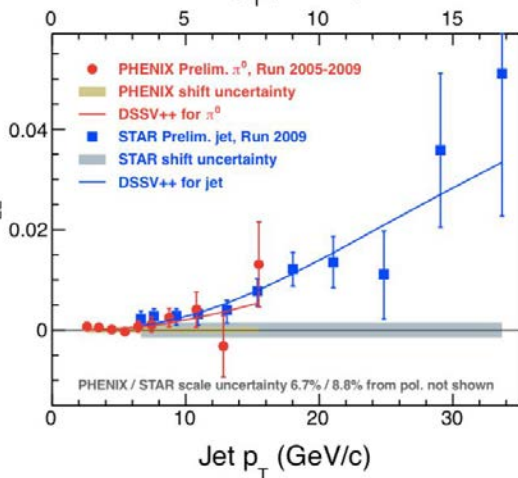 0 5 10 15
PHENIX Prelim. π⁰, Run 2005-2009
PHENIX shift uncertainty
DSSV++ for π⁰
STAR Prelim. jet, Run 2009
STAR shift uncertainty
DSSV++ for jet
0.04
0.02
0
PHENIX / STAR scale uncertainty 6.7% / 8.8% from pol. not shown
0 10 20 30
Jet p_T (GeV/c)